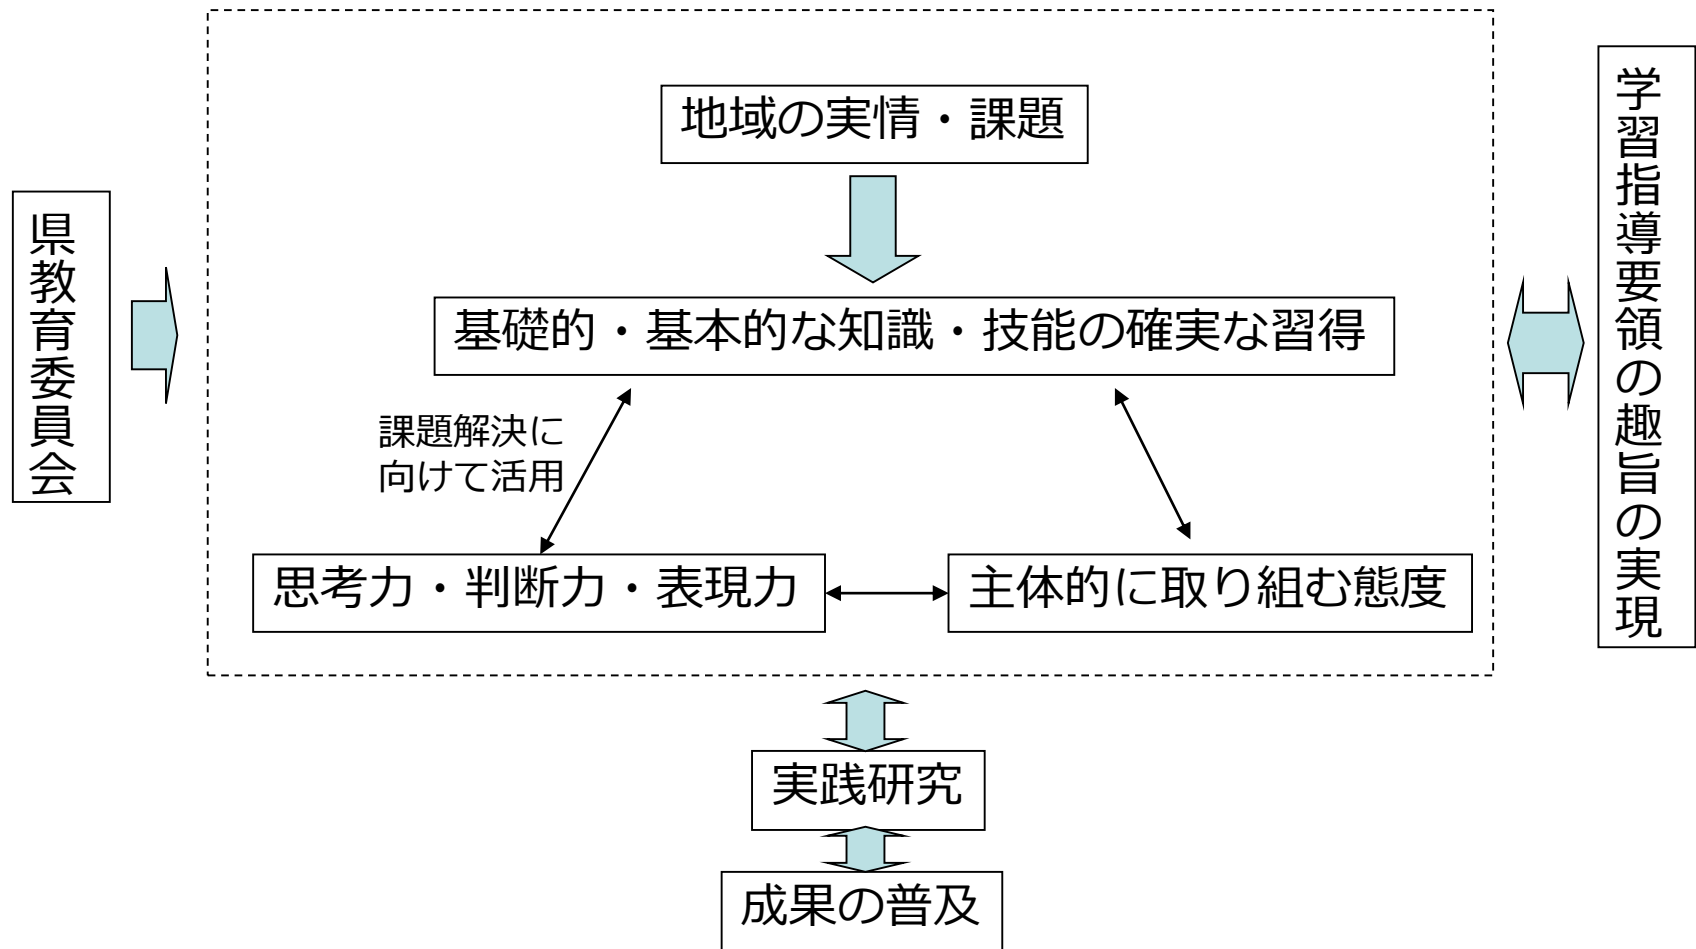 地域の実情・課題
県教育委員会
学習指導要領の趣旨の実現
基礎的・基本的な知識・技能の確実な習得
課題解決に
向けて活用
思考力・判断力・表現力
主体的に取り組む態度
実践研究
成果の普及